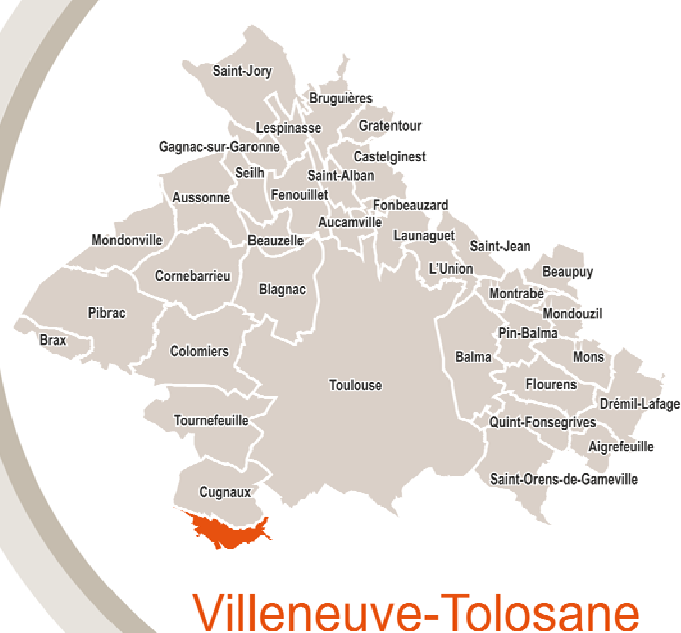 Saint-Jory
Bruguières
Lespinasse
Gratentour
Gagnac-sur-Garonne
Castelginest
Seilh
Saint-Alban
Aussonne
Fenouillet
Fonbeauzard
Aucamville
Launaguet
Mondonville
Beauzelle
Saint-Jean
L'Union
Beaupuy
Cornebarrieu
Blagnac
Montrabé
Pibrac
Mondouzil
Brax
Pin-Balma
Colomiers
Balma
Mons
Toulouse
Flourens
Drémil-Lafage
Tournefeuille
Quint-Fonsegrives
Aigrefeuille
Saint-Orens-de-Gameville
Cugnaux
Villeneuve-Tolosane